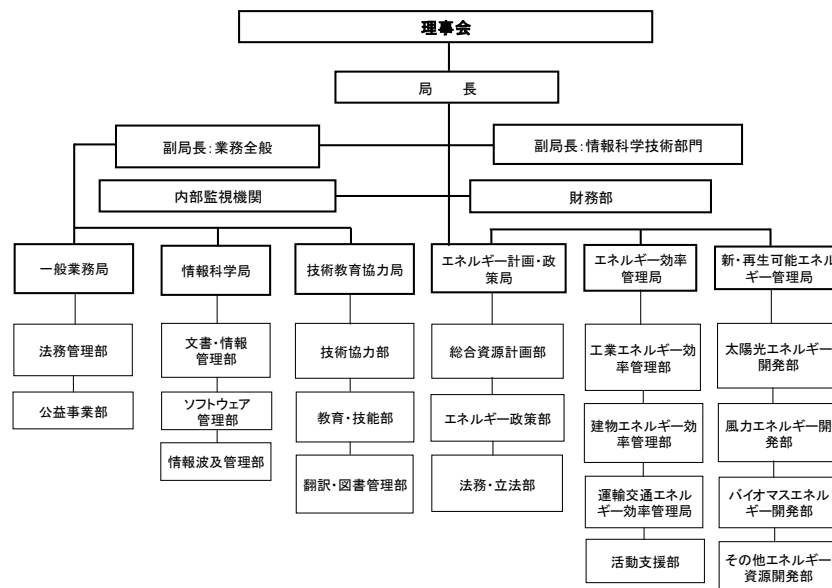 理事会
局　長
副局長:業務全般
副局長:情報科学技術部門
内部監視機関
財務部
一般業務局
情報科学局
技術教育協力局
エネルギー計画・政
策局
エネルギー効率
管理局
新・再生可能エネル
ギー管理局
法務管理部
公益事業部
文書・情報
管理部
ソフトウェア
管理部
情報波及管理部
技術協力部
教育・技能部
翻訳・図書管理部
総合資源計画部
エネルギー政策部
法務・立法部
工業エネルギー効
率管理部
建物エネルギー効
率管理部
運輸交通エネル
ギー効率管理局
活動支援部
太陽光エネルギー
開発部
風力エネルギー開
発部
バイオマスエネル
ギー開発部
その他エネルギー
資源開発部